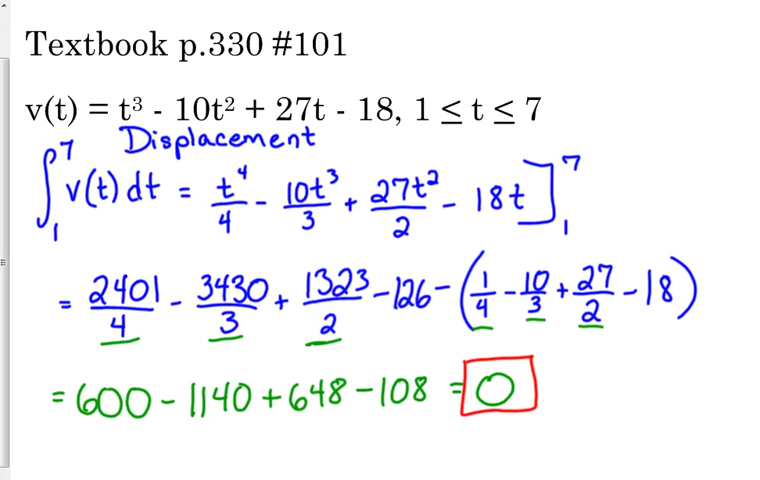 Textbook p.330 #101
v(t) = t³ - 10t² + 27t - 18, 1 ≤ t ≤ 7
Displacement
∫₁⁷ v(t) dt = t⁴/4 - 10t³/3 + 27t²/2 - 18t]₁⁷
= 2401/4 - 3430/3 + 1323/2 - 126 - (1/4 - 10/3 + 27/2 - 18)
= 600 - 1140 + 648 - 108 = 0